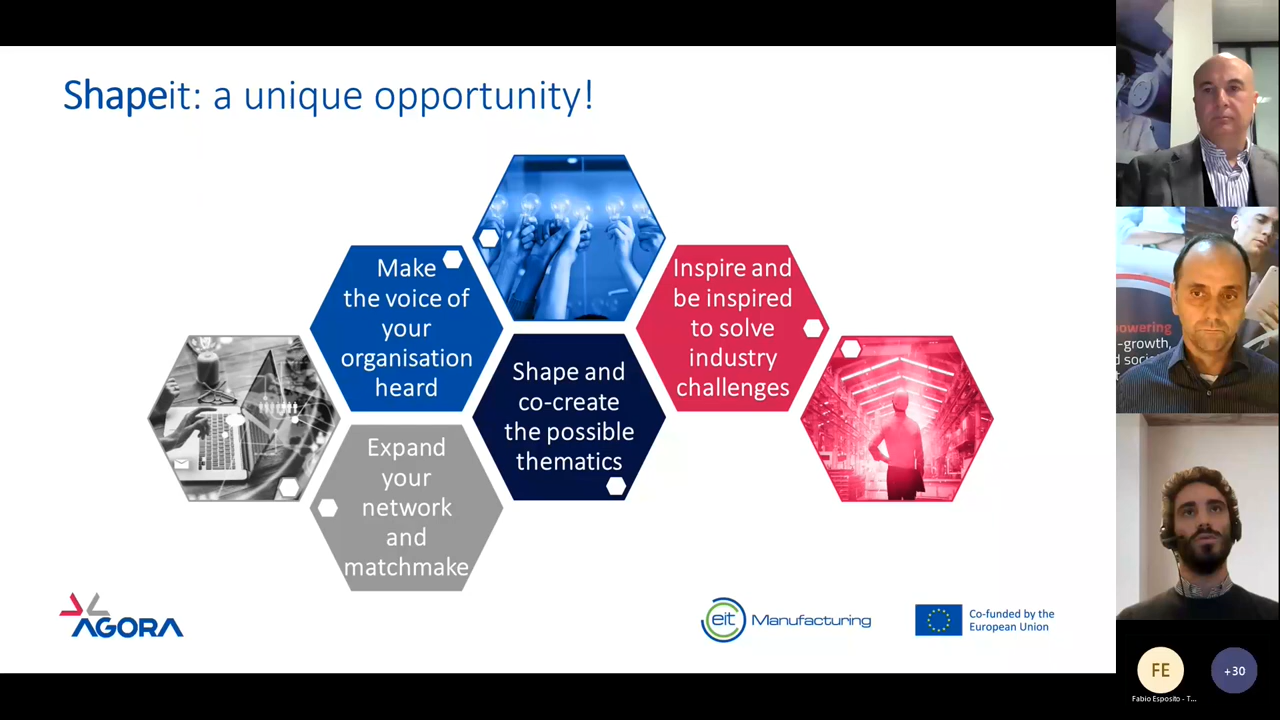 Shapeit: a unique opportunity!
Make
the voice of
your
organisation
heard
Inspire and
be inspired
to solve
industry
challenges
Shape and
co-create
the possible
thematics
Expand
your
network
and
matchmake
AGORA
eit Manufacturing
Co-funded by the
European Union
-growth,
FE
+30
Fabio Esposito - T...